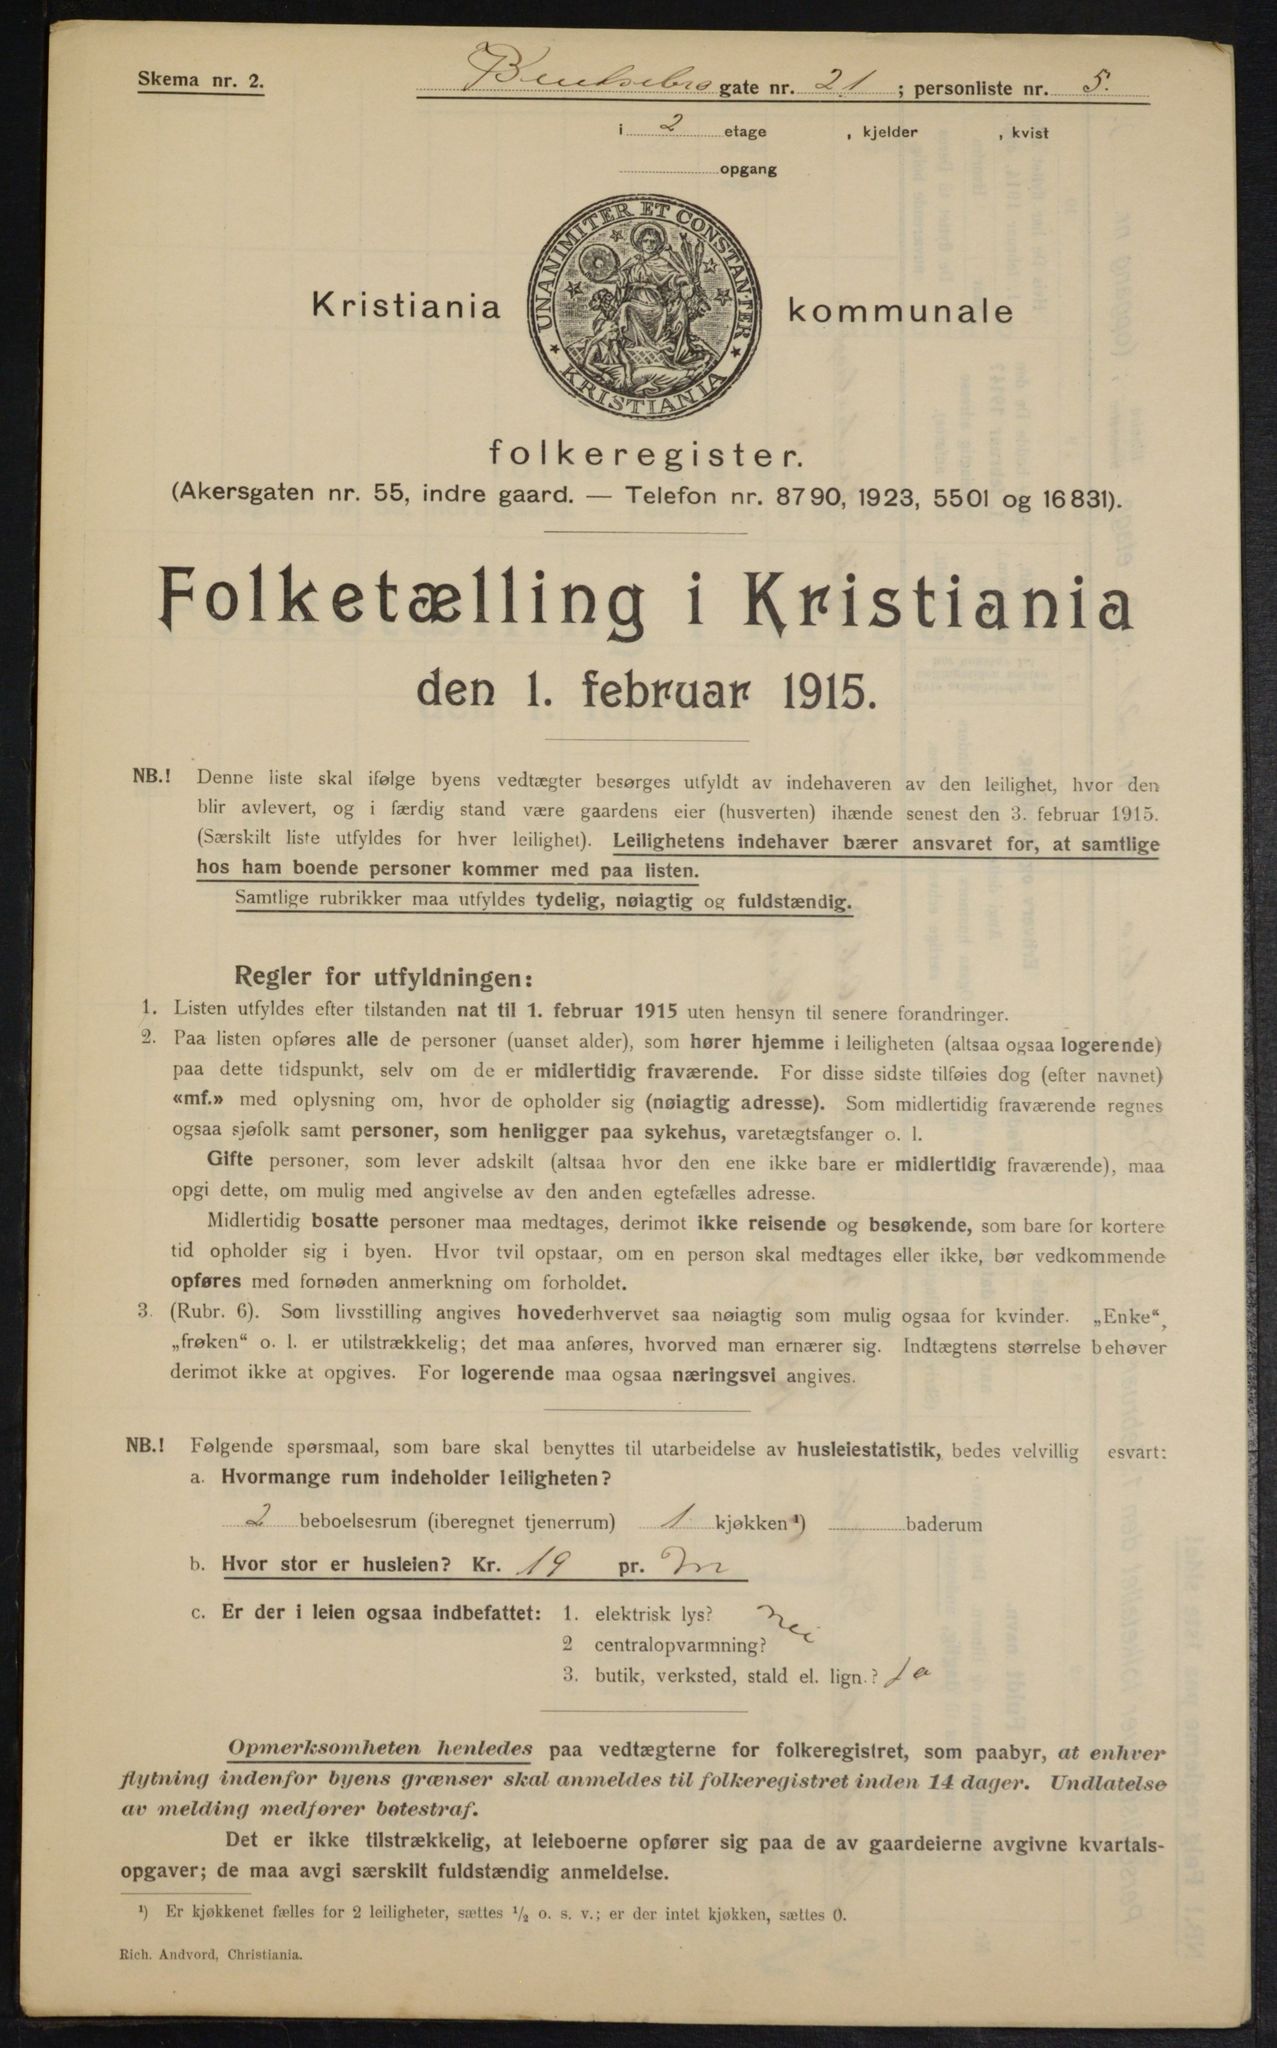 Skema nr. 2.
Bentsebro gate nr. 21 ; personliste nr. 5.
i 2 etage , kjelder , kvist
opgang
UNANIMITER ET CONSTANTER
KRISTIANIA
Kristiania kommunale
folkeregister.
(Akersgaten nr. 55, indre gaard. — Telefon nr. 8790, 1923, 5501 og 16831).
Folketælling i Kristiania
den 1. februar 1915.
NB.! Denne liste skal ifølge byens vedtægter besørges utfyldt av indehaveren av den leilighet, hvor den
blir avlevert, og i færdig stand være gaardens eier (husverten) ihænde senest den 3. februar 1915.
(Særskilt liste utfyldes for hver leilighet). Leilighetens indehaver bærer ansvaret for, at samtlige
hos ham boende personer kommer med paa listen.
Samtlige rubrikker maa utfyldes tydelig, nøiagtig og fuldstændig.
Regler for utfyldningen:
1. Listen utfyldes efter tilstanden nat til 1. februar 1915 uten hensyn til senere forandringer.
2. Paa listen opføres alle de personer (uanset alder), som hører hjemme i leiligheten (altsaa ogsaa logerende)
paa dette tidspunkt, selv om de er midlertidig fraværende. For disse sidste tilføies dog (efter navnet)
«mf.» med oplysning om, hvor de opholder sig (nøiagtig adresse). Som midlertidig fraværende regnes
ogsaa sjøfolk samt personer, som henligger paa sykehus, varetægtsfanger o. l.
Gifte personer, som lever adskilt (altsaa hvor den ene ikke bare er midlertidig fraværende), maa
opgi dette, om mulig med angivelse av den anden egtefælles adresse.
Midlertidig bosatte personer maa medtages, derimot ikke reisende og besøkende, som bare for kortere
tid opholder sig i byen. Hvor tvil opstaar, om en person skal medtages eller ikke, bør vedkommende
opføres med fornøden anmerkning om forholdet.
3. (Rubr. 6). Som livsstilling angives hovederhvervet saa nøiagtig som mulig ogsaa for kvinder. „Enke“,
„frøken“ o. l. er utilstrækkelig; det maa anføres, hvorved man ernærer sig. Indtægtens størrelse behøver
derimot ikke at opgives. For logerende maa ogsaa næringsvei angives.
NB.! Følgende spørsmaal, som bare skal benyttes til utarbeidelse av husleiestatistik, bedes velvillig esvart:
a. Hvormange rum indeholder leiligheten?
2 beboelsesrum (iberegnet tjenerrum) 1 kjøkken ¹) baderum
b. Hvor stor er husleien? Kr. 19 pr. M
c. Er der i leien ogsaa indbefattet: 1. elektrisk lys? Nei
2 centralopvarmning?
3. butik, verksted, stald el. lign.? Ja
Opmerksomheten henledes paa vedtægterne for folkeregistret, som paabyr, at enhver
flytning indenfor byens grænser skal anmeldes til folkeregistret inden 14 dager. Undlatelse
av melding medfører bøtestraf.
Det er ikke tilstrækkelig, at leieboerne opfører sig paa de av gaardeierne avgivne kvartals-
opgaver; de maa avgi særskilt fuldstændig anmeldelse.
¹) Er kjøkkenet fælles for 2 leiligheter, sættes ½ o. s. v.; er der intet kjøkken, sættes 0.
Rich. Andvord, Christiania.